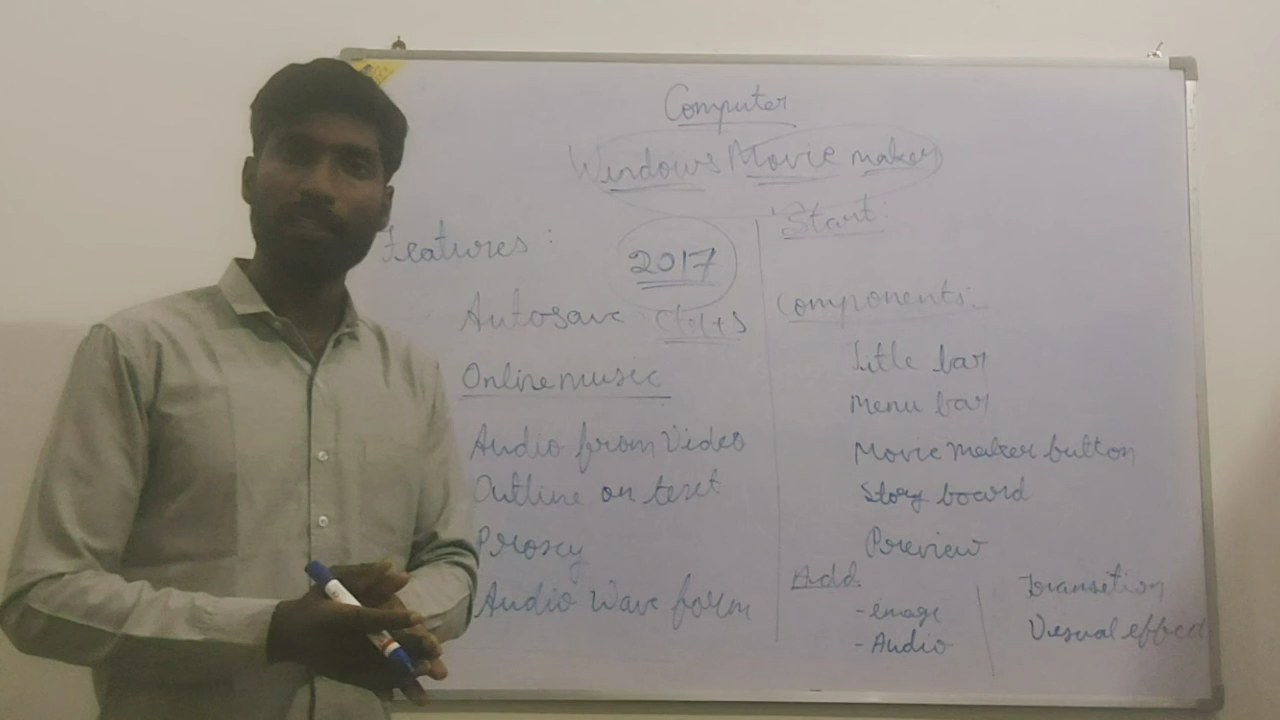 Computer
Windows Movie maker
Features :
2017
Autosave Ctrl+S
Online music
Audio from Video
Outline on text
Proxy
Audio Wave form
Start:
Components:
Title bar
Menu bar
Movie maker button
Story board
Preview
Add
- image
- Audio
Transetion
Visual effect